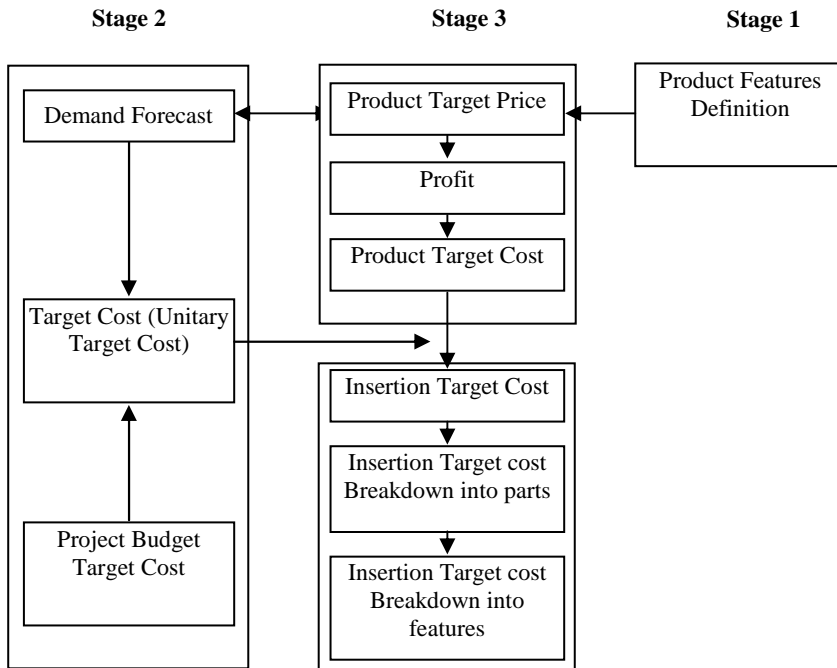 Stage 2
Stage 3
Stage 1
Demand Forecast
Target Cost (Unitary
Target Cost)
Project Budget
Target Cost
Product Target Price
Profit
Product Target Cost
Insertion Target Cost
Insertion Target cost
Breakdown into parts
Insertion Target cost
Breakdown into
features
Product Features
Definition